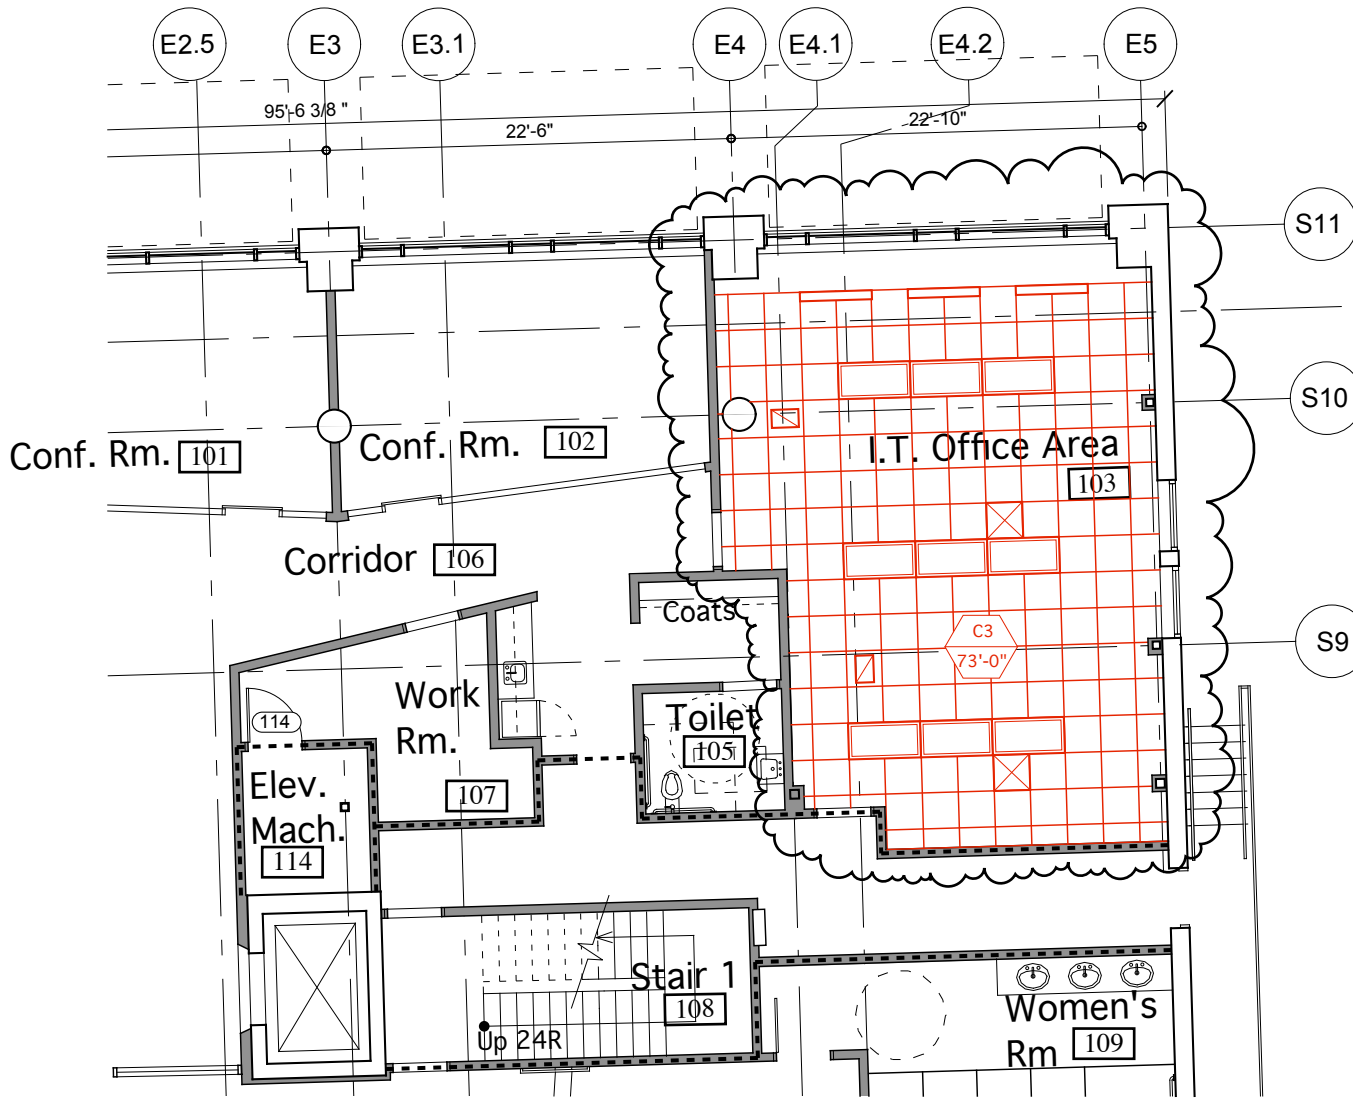 E2.5
E3
E3.1
E4
E4.1
E4.2
E5
95'-6 3/8 "
22'-6"
22'-10"
S11
S10
S9
Conf. Rm. 101
Conf. Rm. 102
I.T. Office Area
103
Corridor 106
Coats
C3
73'-0"
Work
Rm.
107
Toilet
105
114
Elev.
Mach.
114
Stair 1
108
Up 24R
Women's
Rm 109